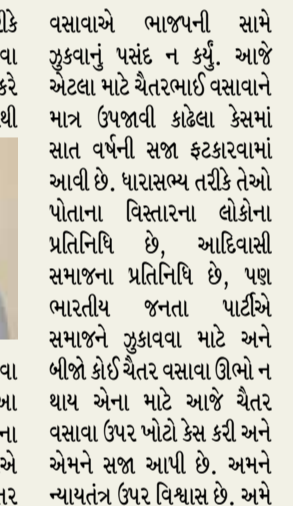 વસાવાએ ભાજપની સામે
ઝુકવાનું પસંદ ન કર્યું. આજે
એટલા માટે ચૈતરભાઈ વસાવાને
માત્ર ઉપજાવી કાઢેલા કેસમાં
સાત વર્ષની સજા ફટકારવામાં
આવી છે. ધારાસભ્ય તરીકે તેઓ
પોતાના વિસ્તારના લોકોના
પ્રતિનિધિ છે, આદિવાસી
સમાજના પ્રતિનિધિ છે, પણ
ભારતીય જનતા પાર્ટીએ
સમાજને ઝુકાવવા માટે અને
બીજો કોઈ ચૈતર વસાવા ઊભો ન
થાય એના માટે આજે ચૈતર
વસાવા ઉપર ખોટો કેસ કરી અને
એમને સજા આપી છે. અમને
ન્યાયતંત્ર ઉપર વિશ્વાસ છે. અમે